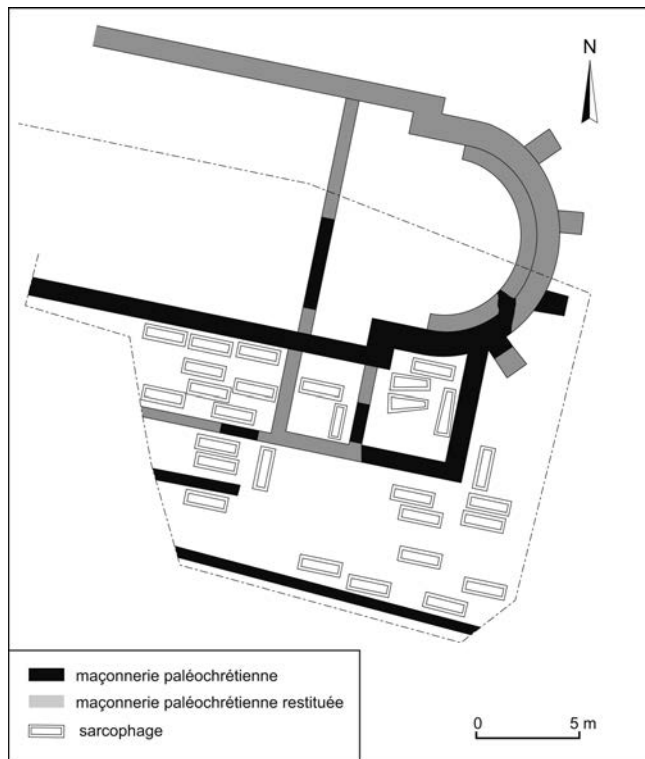 N
maçonnerie paléochrétienne
maçonnerie paléochrétienne restituée
sarcophage
0 5 m